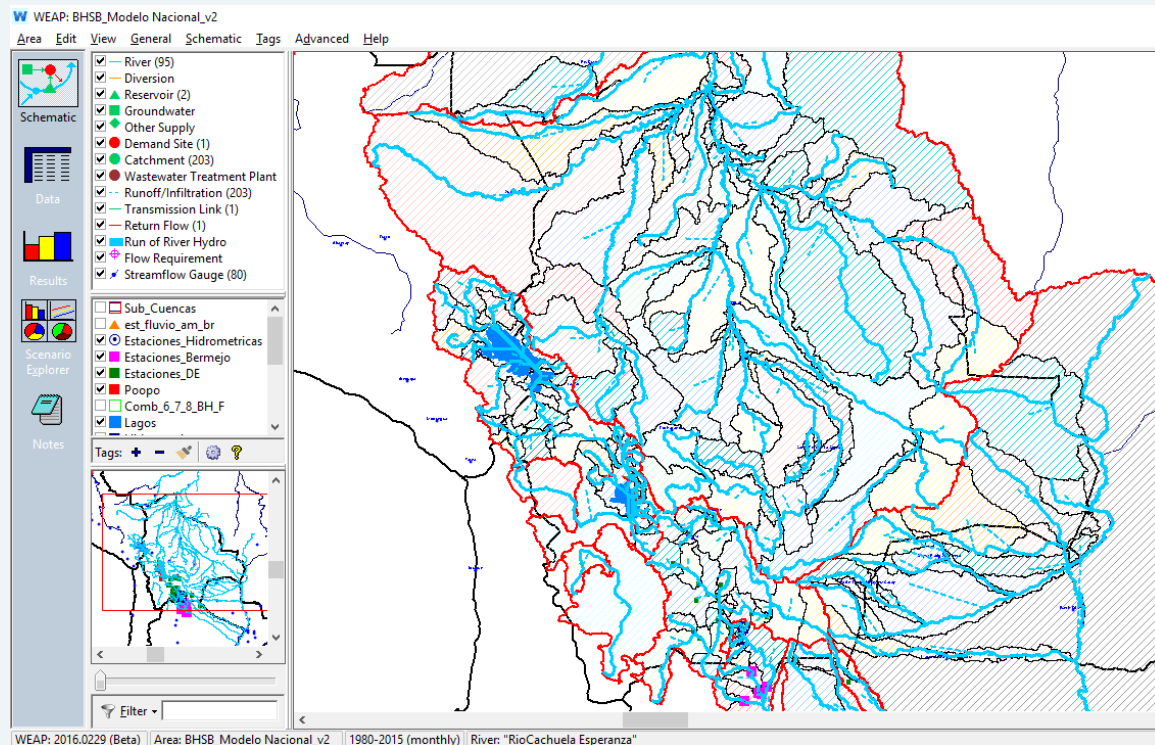 WEAP: BHSB_Modelo Nacional_v2
Area Edit View General Schematic Tags Advanced Help
Schematic
Data
Results
Scenario
Explorer
Notes
River (95)
Diversion
Reservoir (2)
Groundwater
Other Supply
Demand Site (1)
Catchment (203)
Wastewater Treatment Plant
Runoff/Infiltration (203)
Transmission Link (1)
Return Flow (1)
Run of River Hydro
Flow Requirement
Streamflow Gauge (80)
Sub_Cuencas
est_fluvio_am_br
Estaciones_Hidrometricas
Estaciones_Bermejo
Estaciones_DE
Poopo
Comb_6_7_8_BH_F
Lagos
Tags:
Filter
WEAP: 2016.0229 (Beta) Area: BHSB_Modelo Nacional_v2 1980-2015 (monthly) River: "RioCachuela Esperanza"